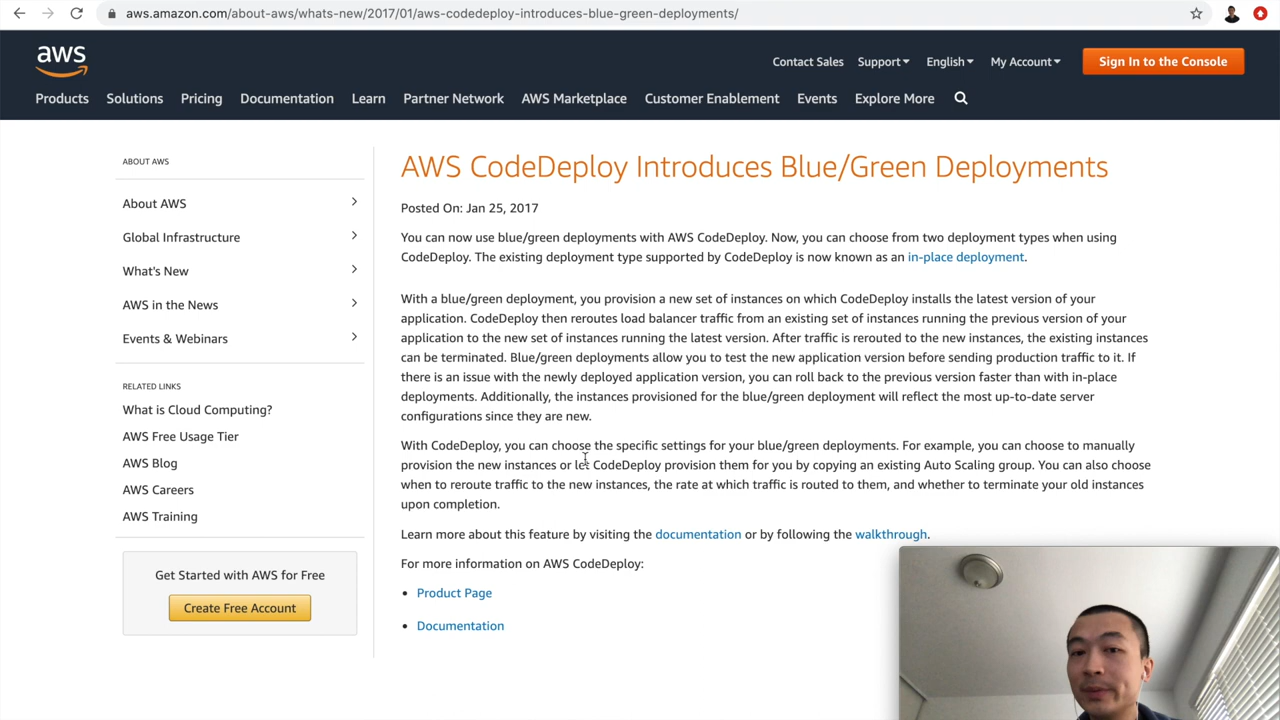 aws.amazon.com/about-aws/whats-new/2017/01/aws-codedeploy-introduces-blue-green-deployments/
aws
Contact Sales Support English My Account Sign In to the Console
Products Solutions Pricing Documentation Learn Partner Network AWS Marketplace Customer Enablement Events Explore More
ABOUT AWS
About AWS
Global Infrastructure
What's New
AWS in the News
Events & Webinars
RELATED LINKS
What is Cloud Computing?
AWS Free Usage Tier
AWS Blog
AWS Careers
AWS Training
Get Started with AWS for Free
Create Free Account
AWS CodeDeploy Introduces Blue/Green Deployments
Posted On: Jan 25, 2017
You can now use blue/green deployments with AWS CodeDeploy. Now, you can choose from two deployment types when using
CodeDeploy. The existing deployment type supported by CodeDeploy is now known as an in-place deployment.
With a blue/green deployment, you provision a new set of instances on which CodeDeploy installs the latest version of your
application. CodeDeploy then reroutes load balancer traffic from an existing set of instances running the previous version of your
application to the new set of instances running the latest version. After traffic is rerouted to the new instances, the existing instances
can be terminated. Blue/green deployments allow you to test the new application version before sending production traffic to it. If
there is an issue with the newly deployed application version, you can roll back to the previous version faster than with in-place
deployments. Additionally, the instances provisioned for the blue/green deployment will reflect the most up-to-date server
configurations since they are new.
With CodeDeploy, you can choose the specific settings for your blue/green deployments. For example, you can choose to manually
provision the new instances or let CodeDeploy provision them for you by copying an existing Auto Scaling group. You can also choose
when to reroute traffic to the new instances, the rate at which traffic is routed to them, and whether to terminate your old instances
upon completion.
Learn more about this feature by visiting the documentation or by following the walkthrough.
For more information on AWS CodeDeploy:
Product Page
Documentation